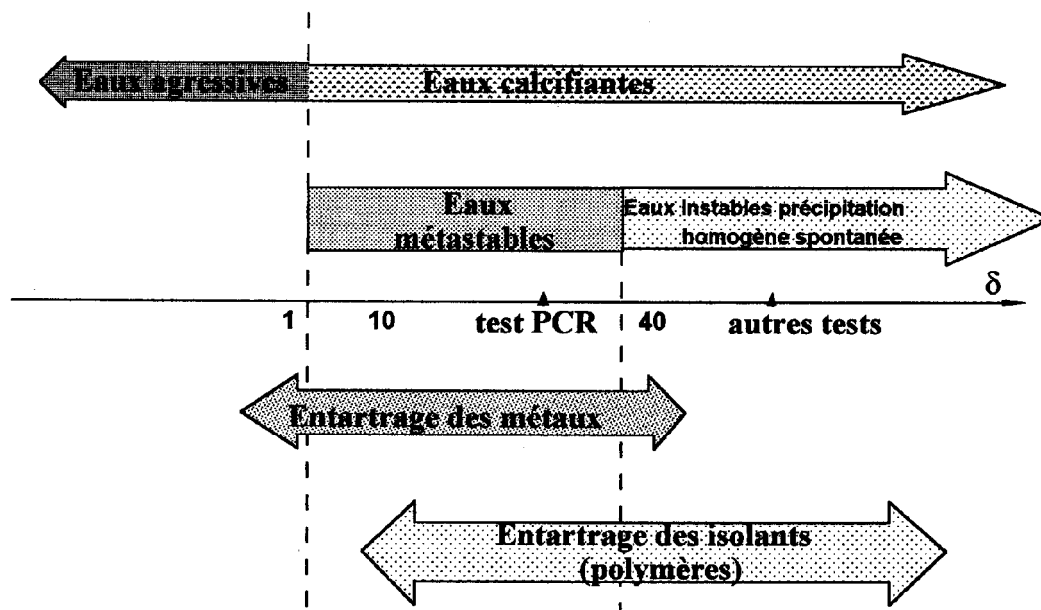 Eaux agressives
Eaux calcifiantes
Eaux
métastables
Eaux instables précipitation
homogène spontanée
δ
1
10
test PCR
40
autres tests
Entartrage des métaux
Entartrage des isolants
(polymères)